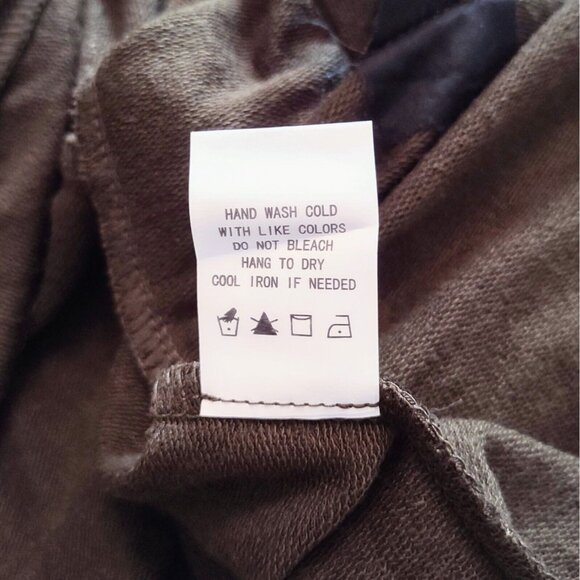 HAND WASH COLD
WITH LIKE COLORS
DO NOT BLEACH
HANG TO DRY
COOL IRON IF NEEDED